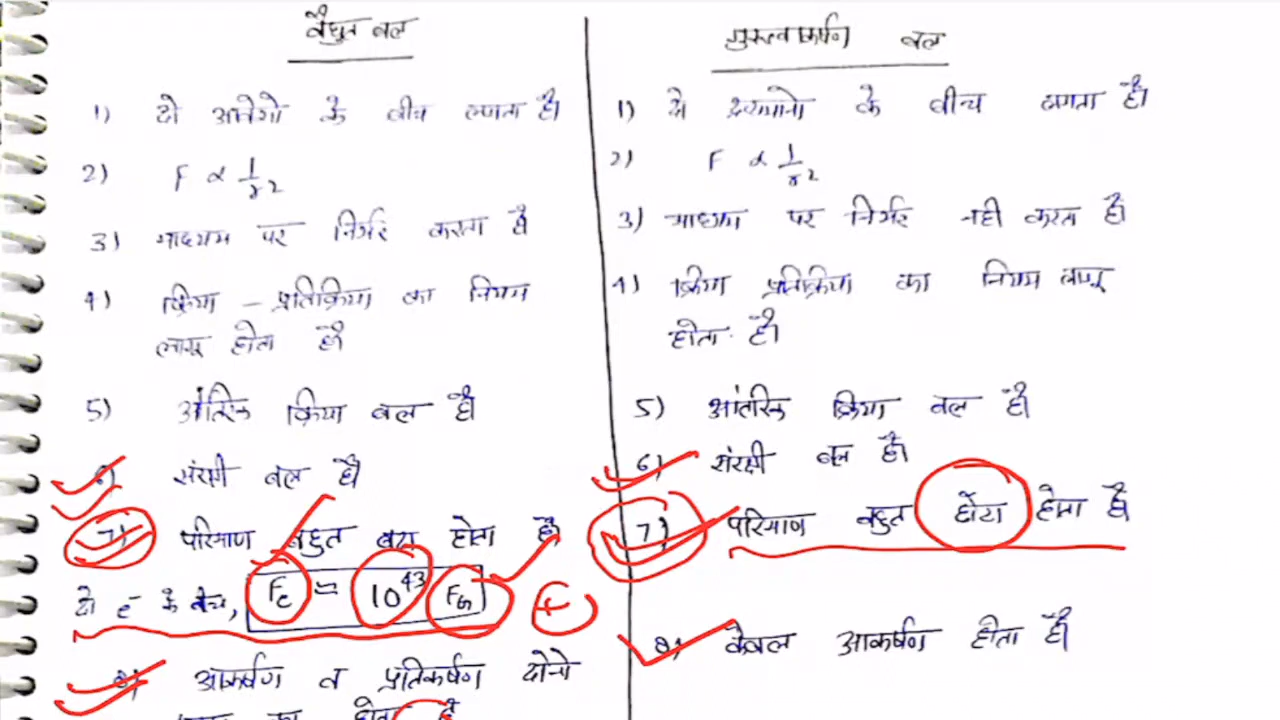 वैधुत बल
1) दो आवेशो के बीच लगता है।
2) F ∝ 1/r2
3) माध्यम पर निर्भर करता है
4) क्रिया - प्रतिक्रिया का नियम
लागू होता है।
5) आंतरिक क्रिया बल है।
6) संरक्षी बल है।
7) परिमाण बहुत बड़ा होता है।
दो e- के बीच, Fe ≈ 10^43 FG
8) आकर्षण व प्रतिकर्षण दोनो
का होता है
गुरुत्वाकर्षण बल
1) दो द्रव्यमानो के बीच लगता है।
2) F ∝ 1/r2
3) माध्यम पर निर्भर नही करता है।
4) क्रिया प्रतिक्रिया का नियम लागू
होता है।
5) आंतरिक क्रिया बल है।
6) संरक्षी बल है।
7) परिमाण बहुत छोटा होता है।
8) केवल आकर्षण होता है।